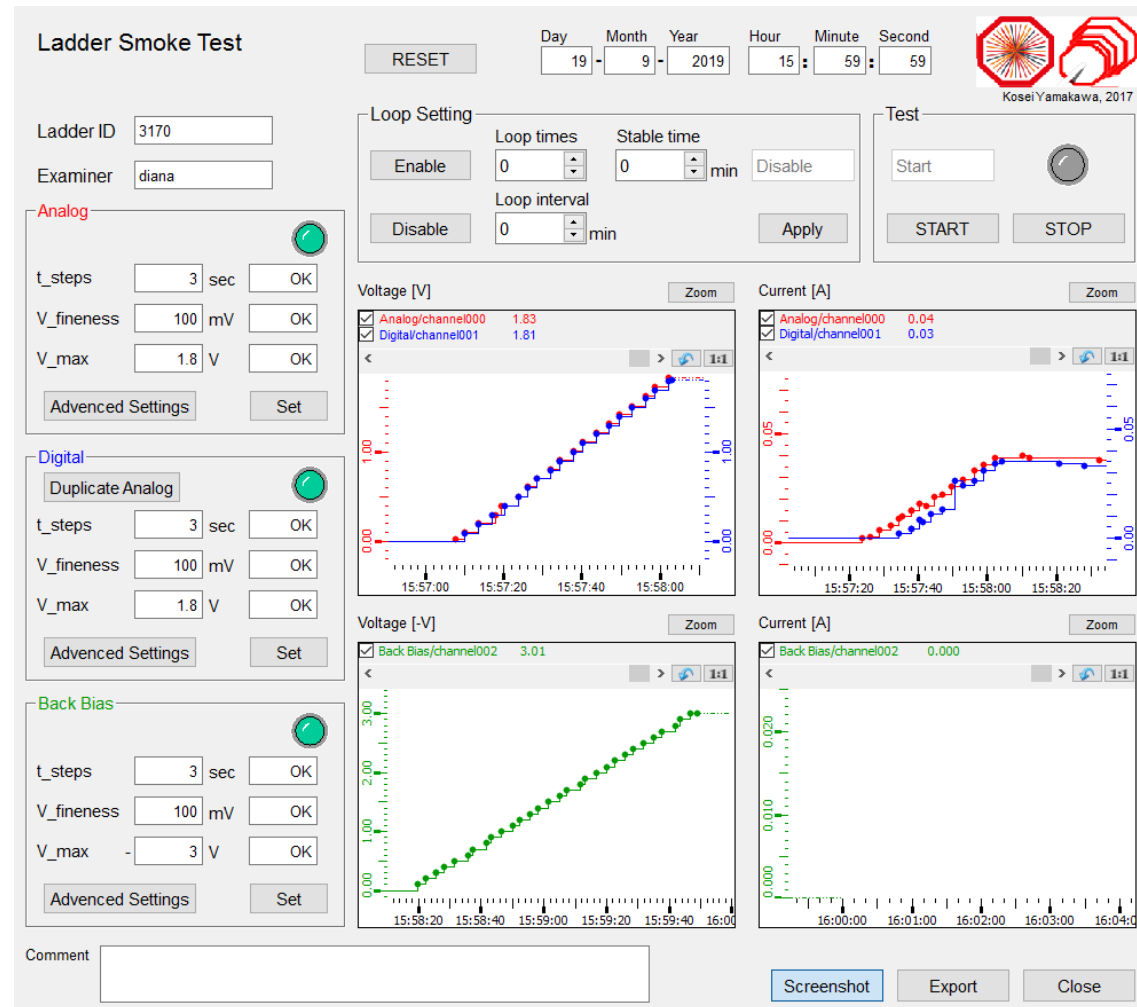 Ladder Smoke Test
RESET
Day Month Year Hour Minute Second
19 - 9 - 2019 15 : 59 : 59
Kosei Yamakawa, 2017
Ladder ID 3170
Examiner diana
Loop Setting
Loop times Stable time
Enable 0 0 min Disable
Loop interval
Disable 0 min Apply
Test
Start
START STOP
Analog
t_steps 3 sec OK
V_fineness 100 mV OK
V_max 1.8 V OK
Advenced Settings Set
Digital
Duplicate Analog
t_steps 3 sec OK
V_fineness 100 mV OK
V_max 1.8 V OK
Advenced Settings Set
Back Bias
t_steps 3 sec OK
V_fineness 100 mV OK
V_max - 3 V OK
Advenced Settings Set
Voltage [V] Zoom
Analog/channel000 1.83
Digital/channel001 1.81
< > 1:1
1.00 1.00
0.00 0.00
15:57:00 15:57:20 15:57:40 15:58:00
Current [A] Zoom
Analog/channel000 0.04
Digital/channel001 0.03
< > 1:1
0.05 0.05
0.00 0.00
15:57:20 15:57:40 15:58:00 15:58:20
Voltage [-V] Zoom
Back Bias/channel002 3.01
< > 1:1
3.00
2.00
1.00
0.00
15:58:20 15:58:40 15:59:00 15:59:20 15:59:40 16:00
Current [A] Zoom
Back Bias/channel002 0.000
< > 1:1
0.020
0.010
0.000
16:00:00 16:01:00 16:02:00 16:03:00 16:04:0
Comment
Screenshot Export Close